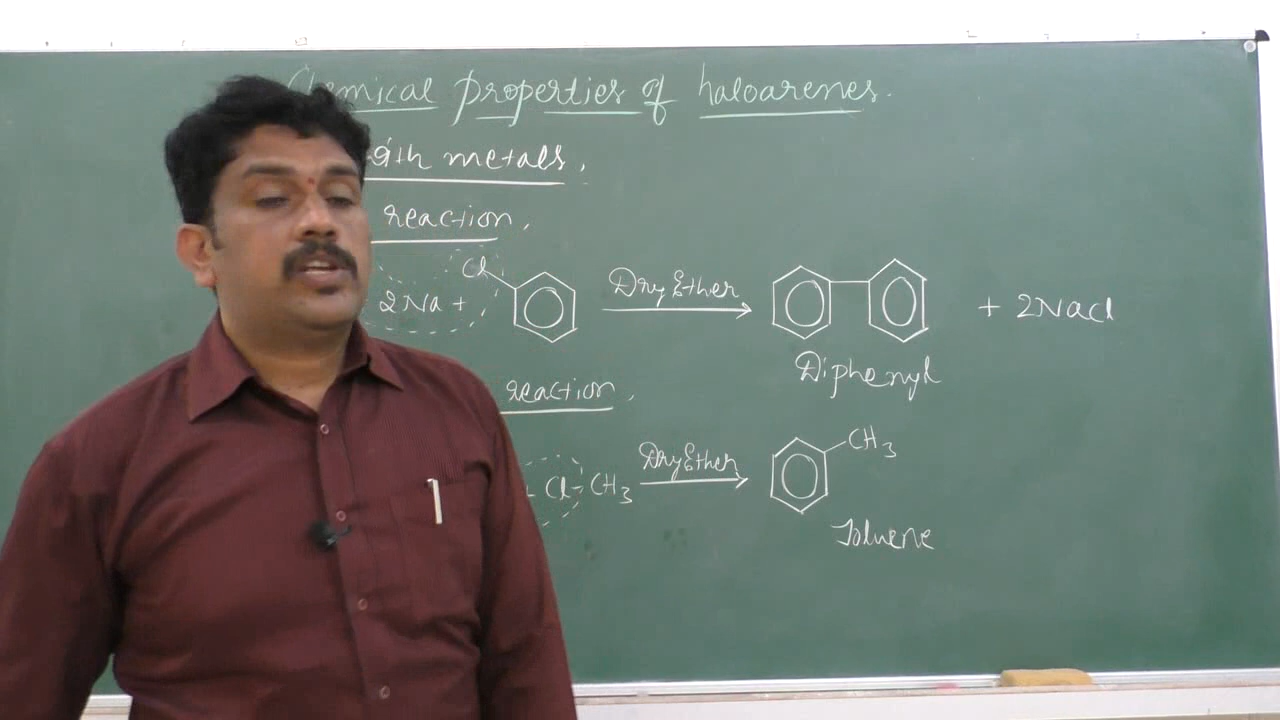 Chemical properties of haloarenes.
with metals,
reaction,
2Na + Cl Dry Ether + 2NaCl
Diphenyl
reaction,
Cl-CH3 Dry Ether CH3
Toluene